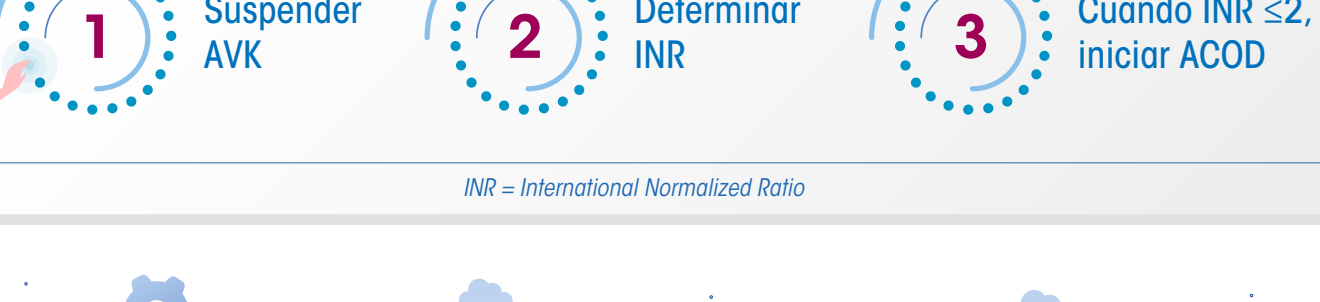 1
Suspender
AVK
2
Determinar
INR
3
Cuando INR ≤2,
iniciar ACOD
INR = International Normalized Ratio